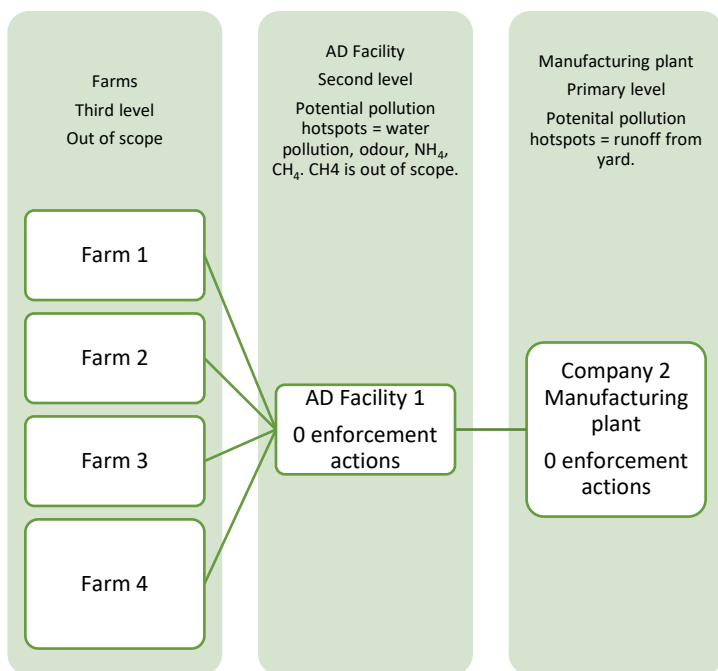 Farms
Third level
Out of scope
Farm 1
Farm 2
Farm 3
Farm 4
AD Facility
Second level
Potential pollution
hotspots = water
pollution, odour, NH₄,
CH₄. CH4 is out of scope.
AD Facility 1
0 enforcement
actions
Manufacturing plant
Primary level
Potenital pollution
hotspots = runoff from
yard.
Company 2
Manufacturing
plant
0 enforcement
actions